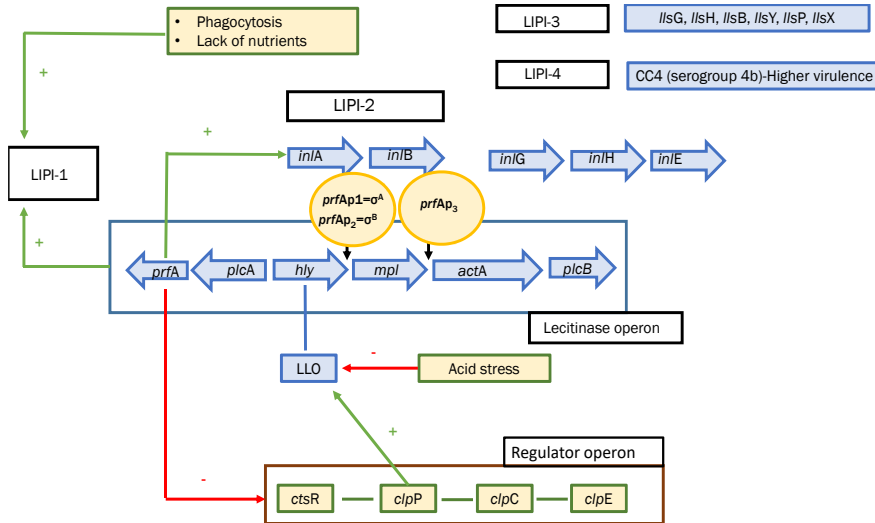 • Phagocytosis
• Lack of nutrients
LIPI-3
llsG, llsH, llsB, llsY, llsP, llsX
LIPI-4
CC4 (serogroup 4b)-Higher virulence
+
+
LIPI-2
LIPI-1
inlA
inlB
inlG
inlH
inlE
prfAp1=σᴬ
prfAp₂=σᴮ
prfAp₃
+
prfA
plcA
hly
mpl
actA
plcB
Lecitinase operon
LLO
-
Acid stress
+
Regulator operon
-
ctsR
clpP
clpC
clpE